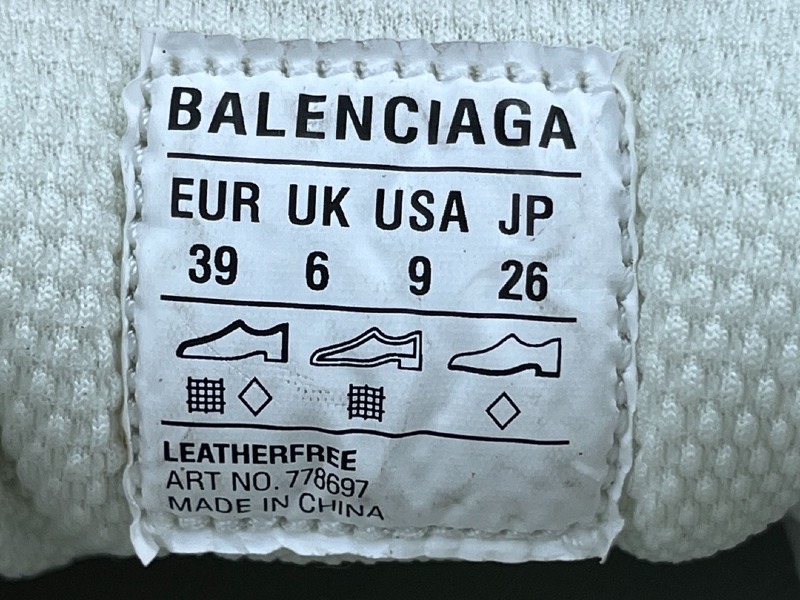 BALENCIAGA
EUR UK USA JP
39 6 9 26
LEATHERFREE
ART NO. 778697
MADE IN CHINA